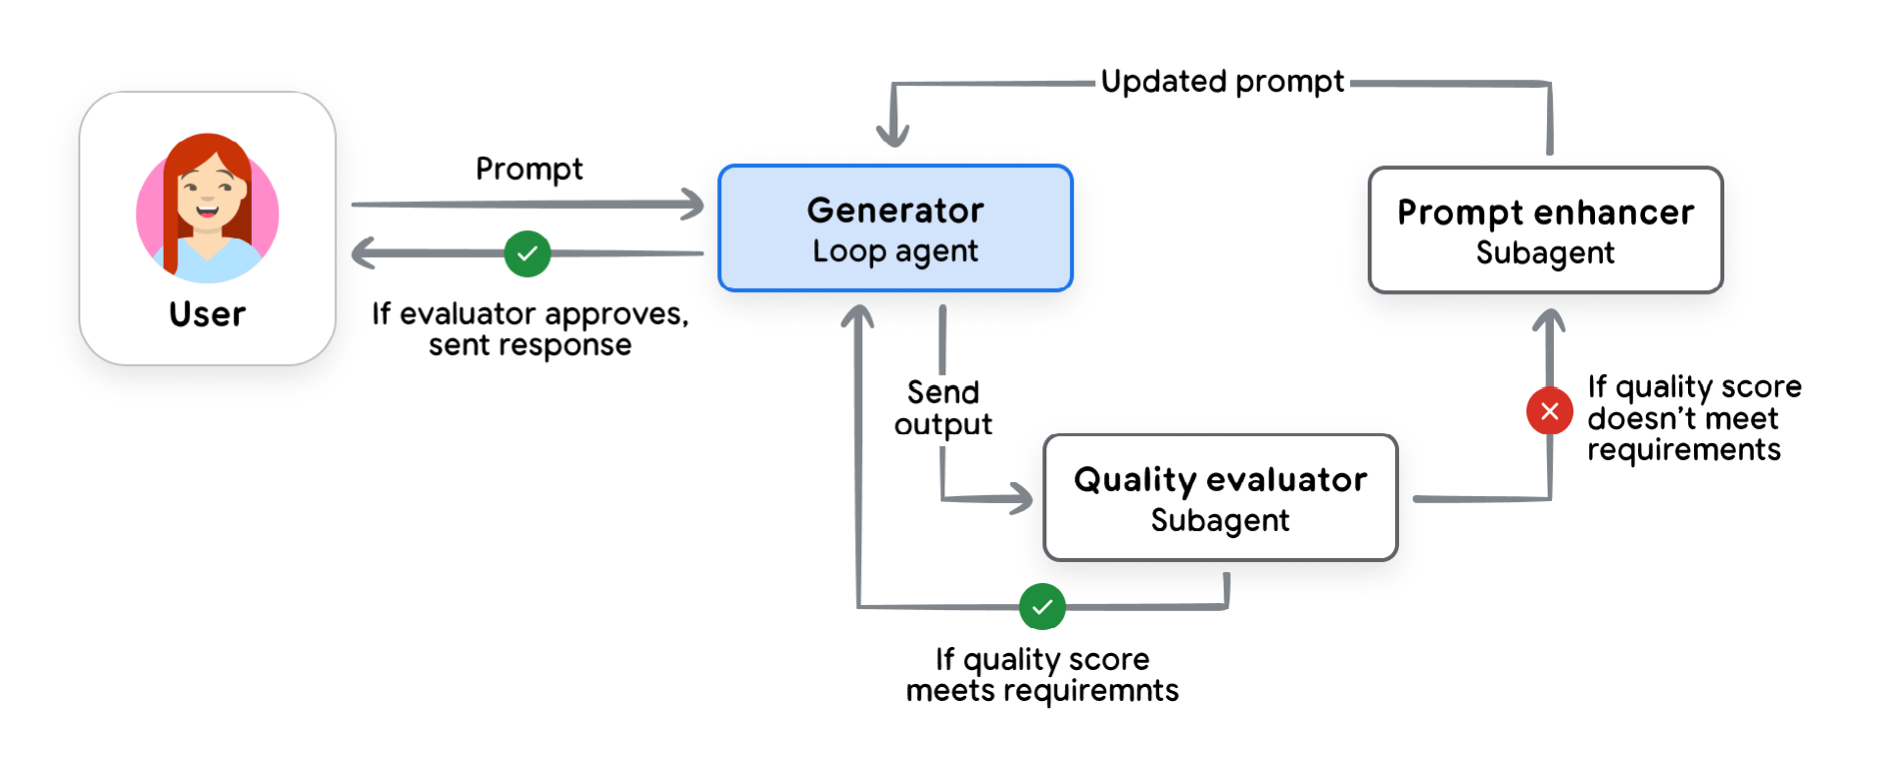 Updated prompt
Prompt
Generator
Loop agent
Prompt enhancer
Subagent
User
If evaluator approves,
sent response
Send
output
If quality score
doesn't meet
requirements
Quality evaluator
Subagent
If quality score
meets requiremnts